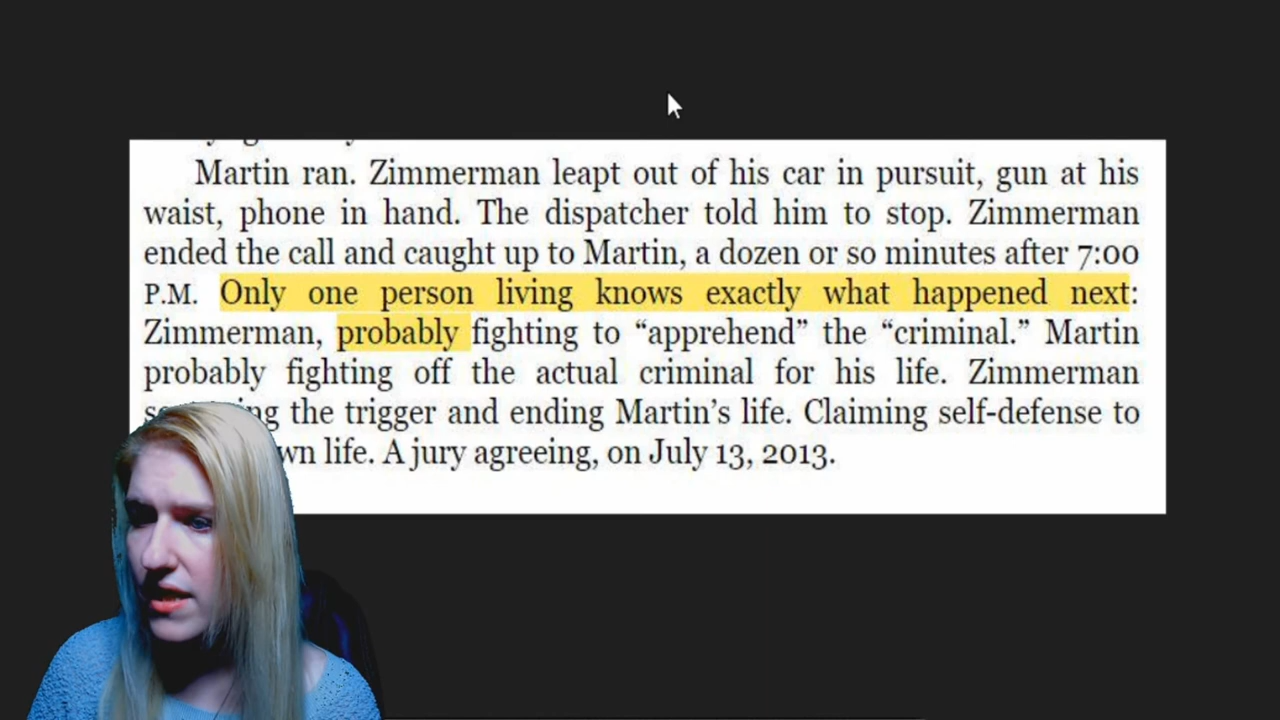 Martin ran. Zimmerman leapt out of his car in pursuit, gun at his
waist, phone in hand. The dispatcher told him to stop. Zimmerman
ended the call and caught up to Martin, a dozen or so minutes after 7:00
P.M. Only one person living knows exactly what happened next:
Zimmerman, probably fighting to “apprehend” the “criminal.” Martin
probably fighting off the actual criminal for his life. Zimmerman
the trigger and ending Martin’s life. Claiming self-defense to
life. A jury agreeing, on July 13, 2013.